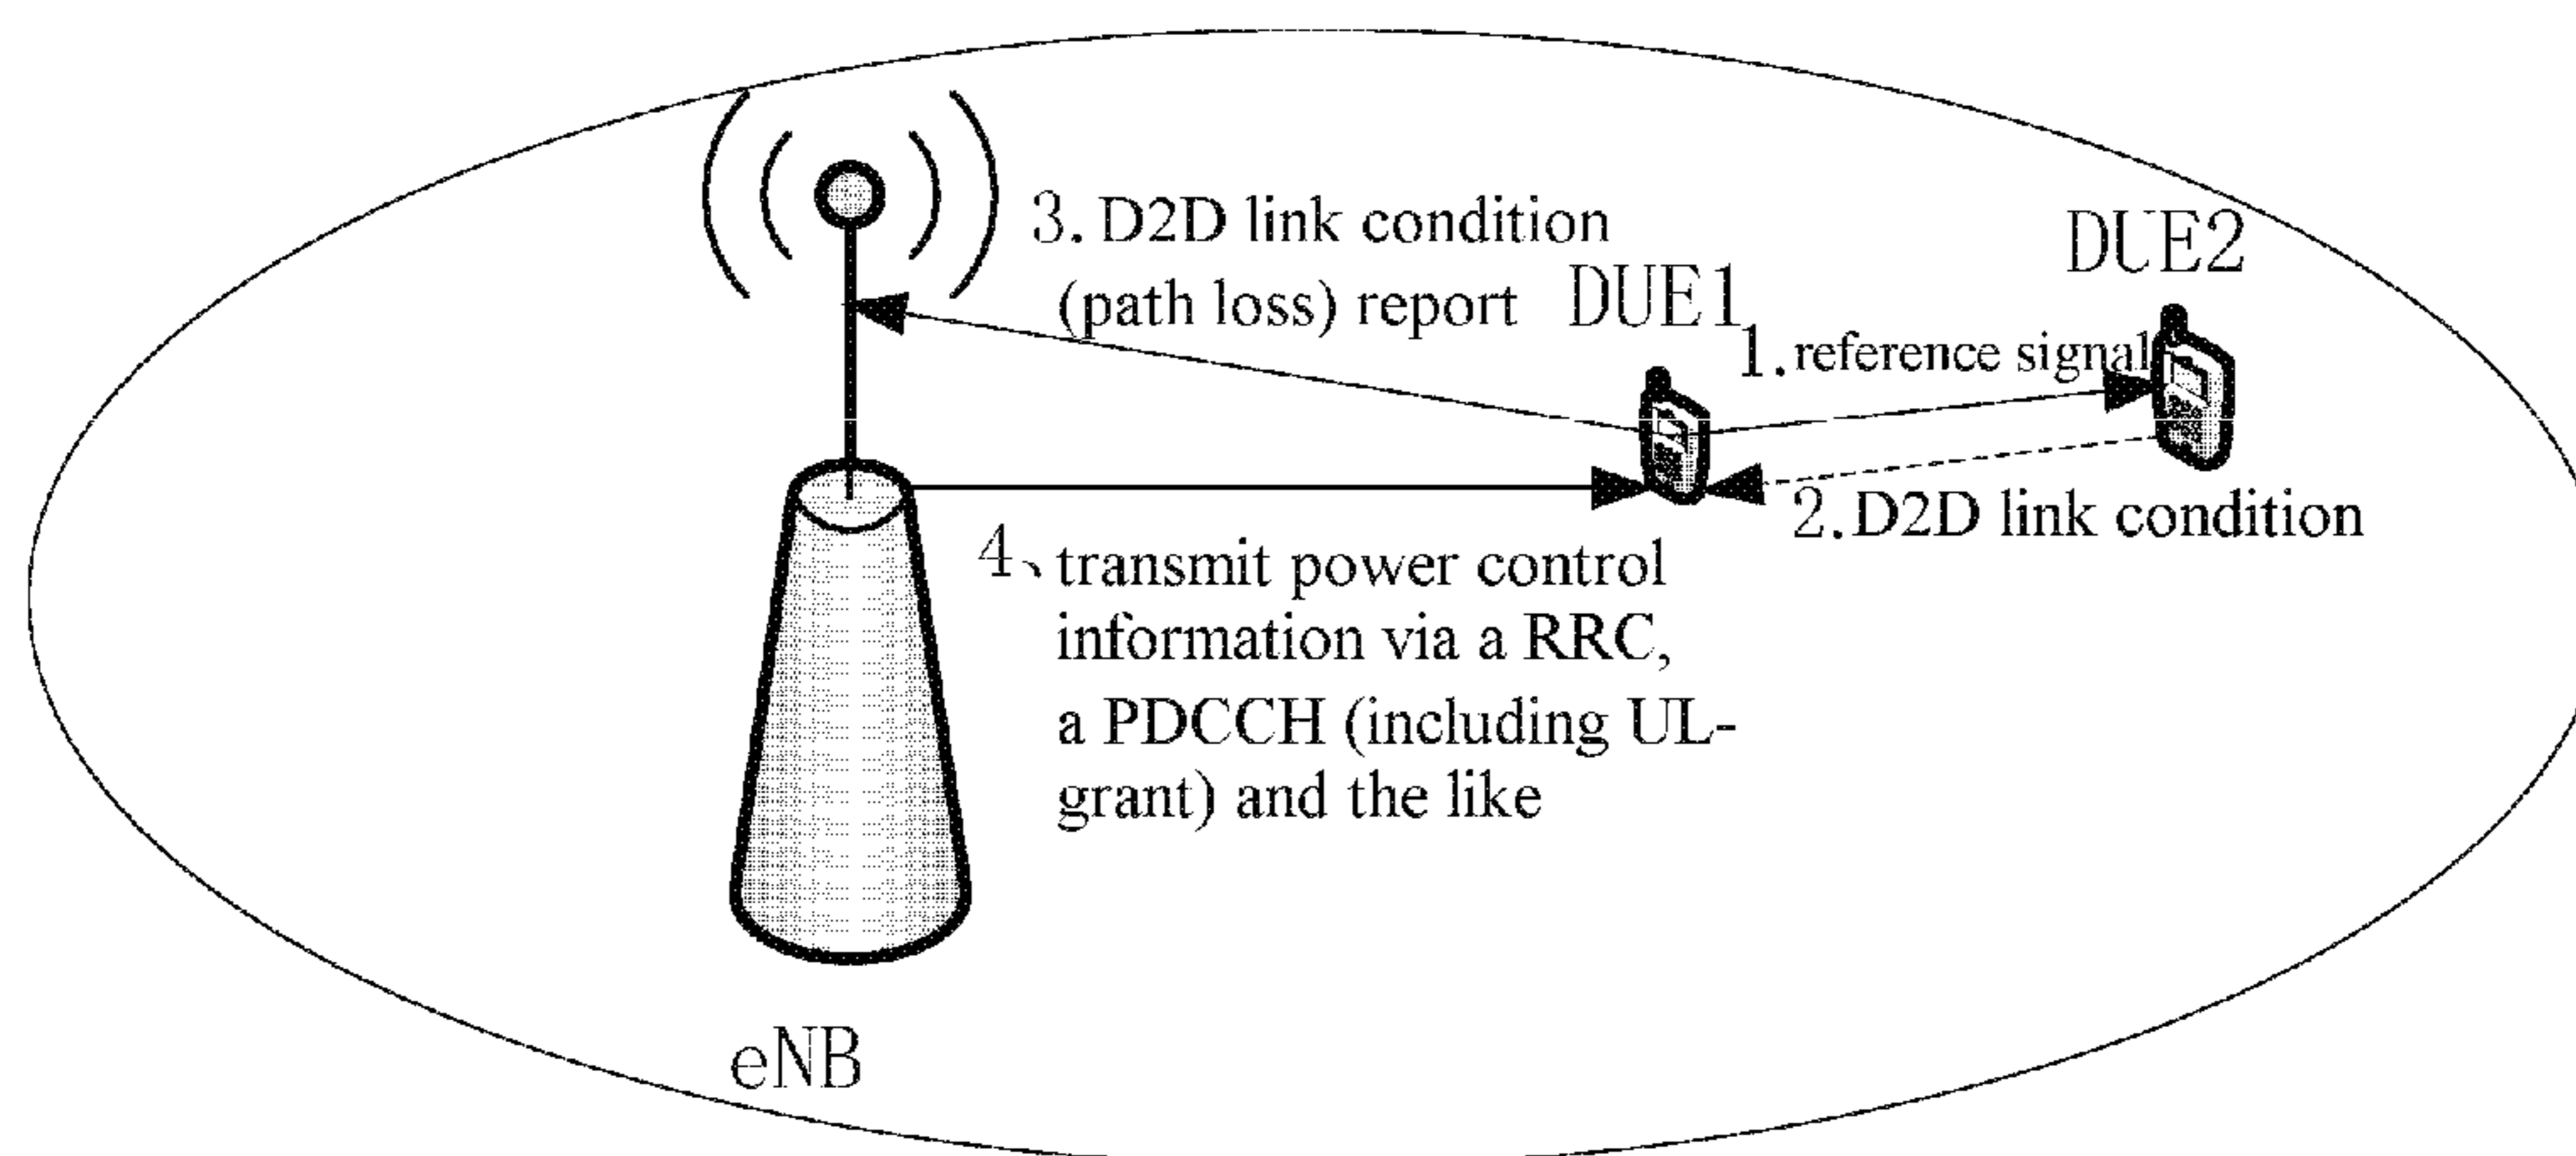 3. D2D link condition
(path loss) report
DUE1
DUE2
1. reference signal
2. D2D link condition
4、transmit power control
information via a RRC,
a PDCCH (including UL-
grant) and the like
eNB